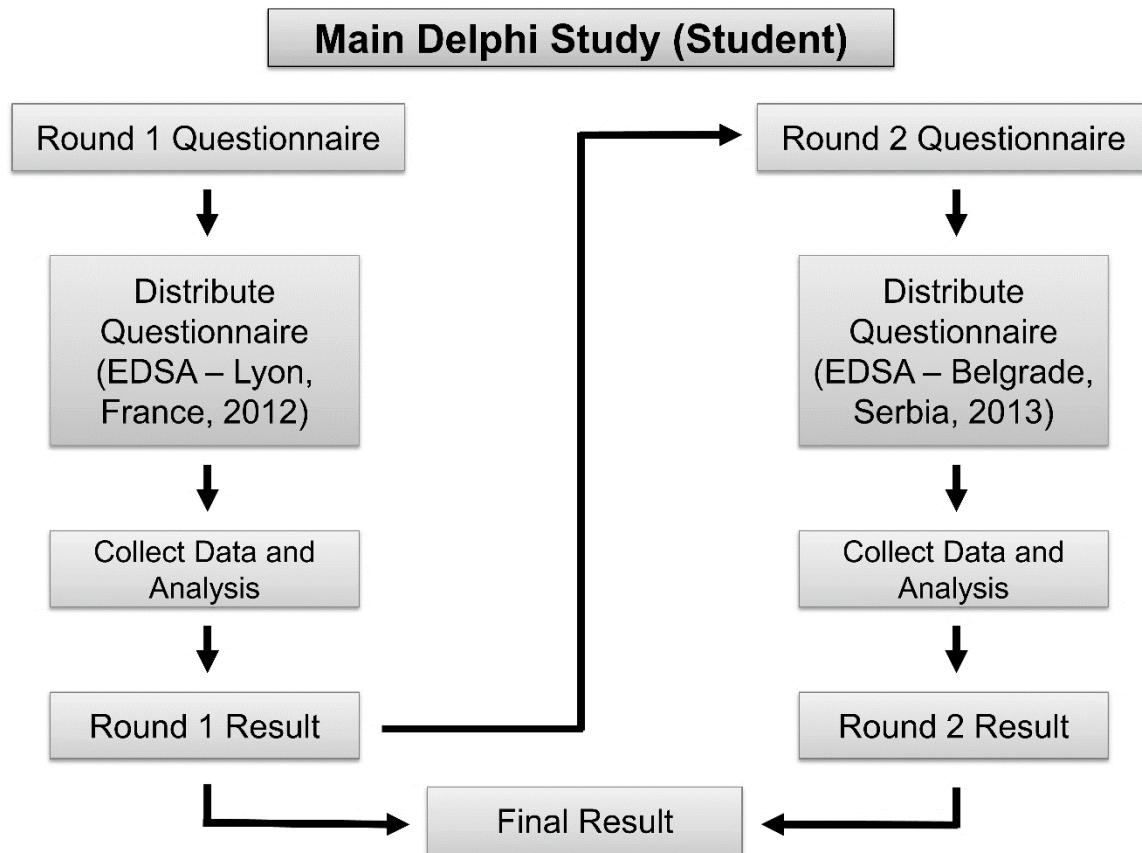 Main Delphi Study (Student)
Round 1 Questionnaire
Distribute
Questionnaire
(EDSA – Lyon,
France, 2012)
Collect Data and
Analysis
Round 1 Result
Round 2 Questionnaire
Distribute
Questionnaire
(EDSA – Belgrade,
Serbia, 2013)
Collect Data and
Analysis
Round 2 Result
Final Result